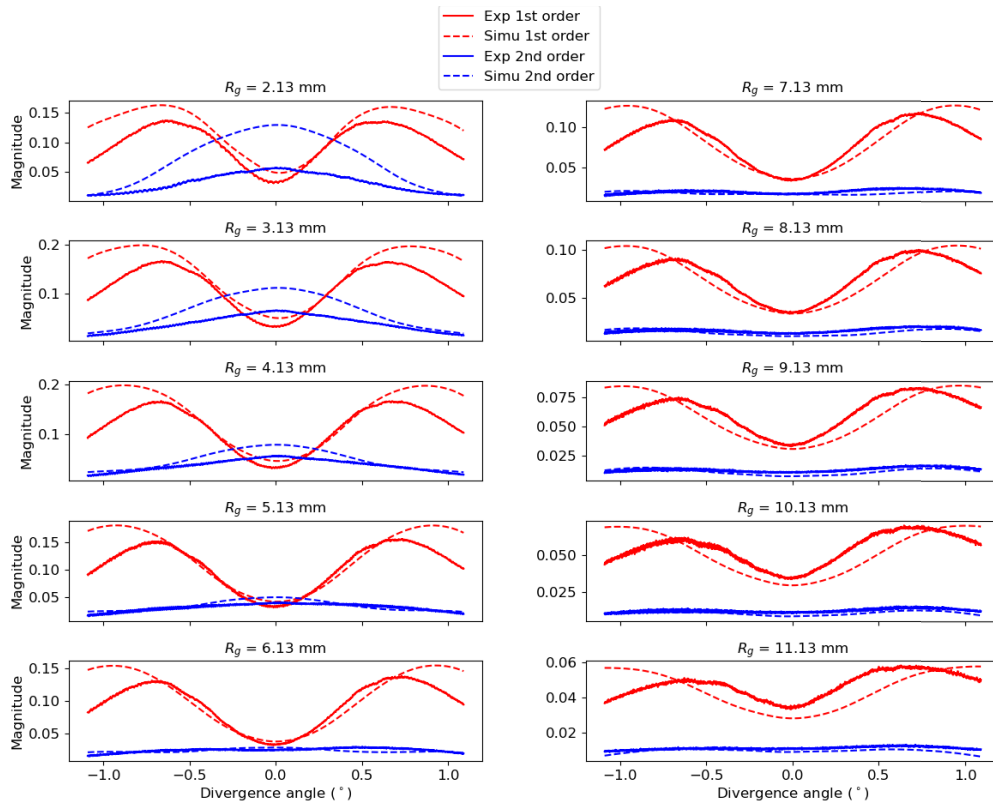 Exp 1st order
Simu 1st order
Exp 2nd order
Simu 2nd order
R_g = 2.13 mm
0.15
0.10
0.05
Magnitude
R_g = 7.13 mm
0.10
0.05
R_g = 3.13 mm
0.2
0.1
Magnitude
R_g = 8.13 mm
0.10
0.05
R_g = 4.13 mm
0.2
0.1
Magnitude
R_g = 9.13 mm
0.075
0.050
0.025
R_g = 5.13 mm
0.15
0.10
0.05
Magnitude
R_g = 10.13 mm
0.050
0.025
R_g = 6.13 mm
0.15
0.10
0.05
Magnitude
−1.0 −0.5 0.0 0.5 1.0
Divergence angle (°)
R_g = 11.13 mm
0.06
0.04
0.02
−1.0 −0.5 0.0 0.5 1.0
Divergence angle (°)